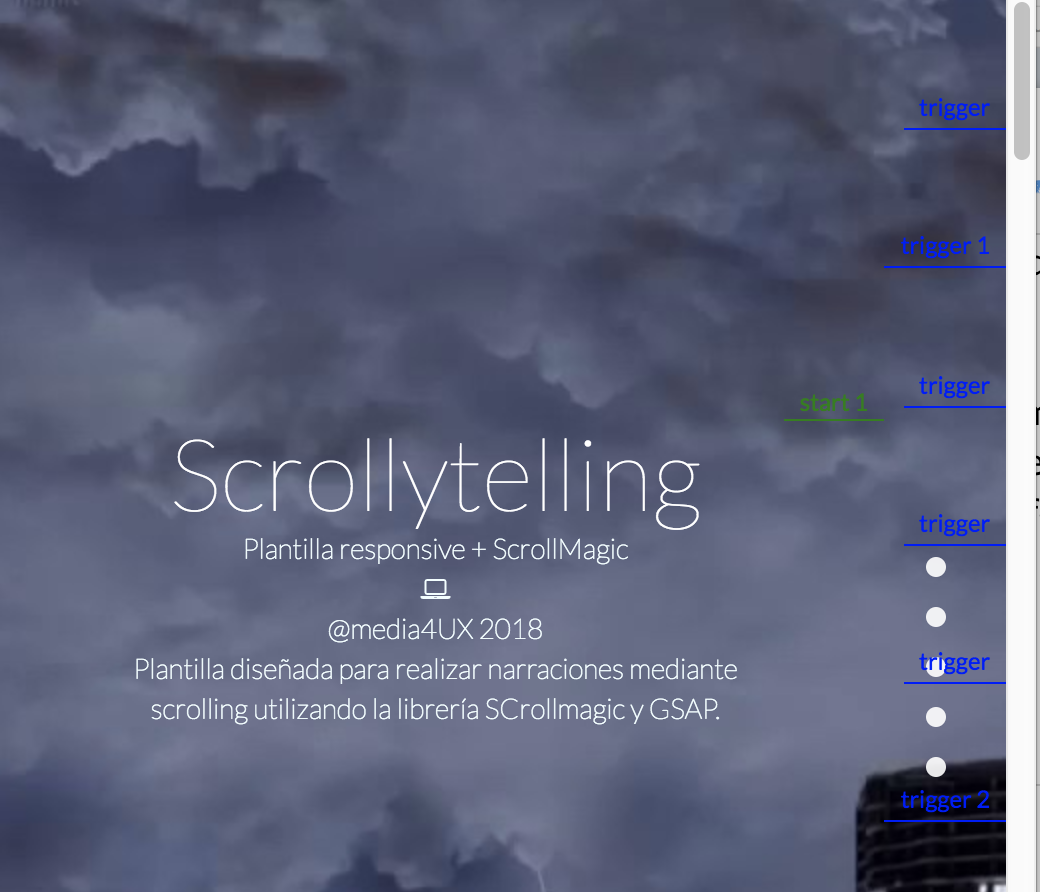 trigger
trigger 1
trigger
start 1
Scrollytelling
trigger
Plantilla responsive + ScrollMagic
@media4UX 2018
trigger
Plantilla diseñada para realizar narraciones mediante
scrolling utilizando la librería SCrollmagic y GSAP.
trigger 2